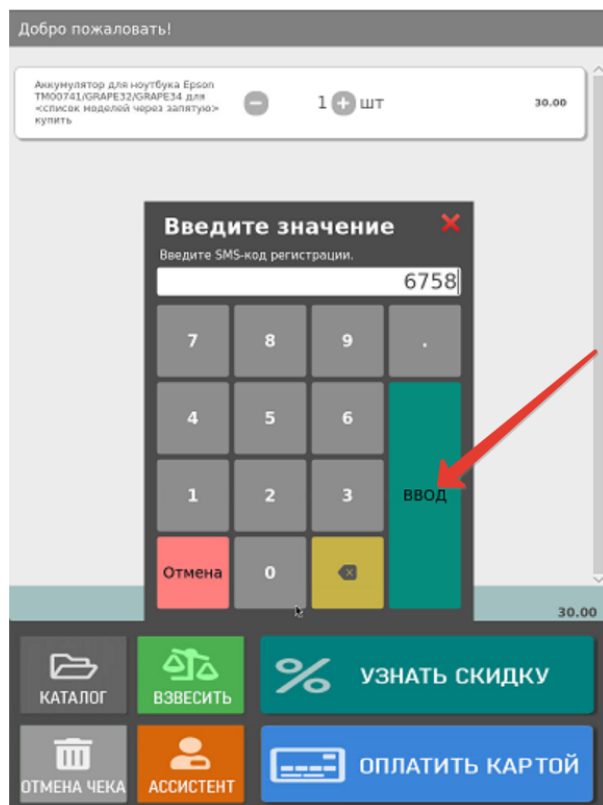 Добро пожаловать!
Аккумулятор для ноутбука Epson
TM00741/GRAPE32/GRAPE34 для
<список моделей через запятую>
купить
1 шт
30.00
Введите значение
Введите SMS-код регистрации.
6758
7 8 9 .
4 5 6
1 2 3 ВВОД
Отмена 0
30.00
КАТАЛОГ
ВЗВЕСИТЬ
% УЗНАТЬ СКИДКУ
ОТМЕНА ЧЕКА
АССИСТЕНТ
ОПЛАТИТЬ КАРТОЙ